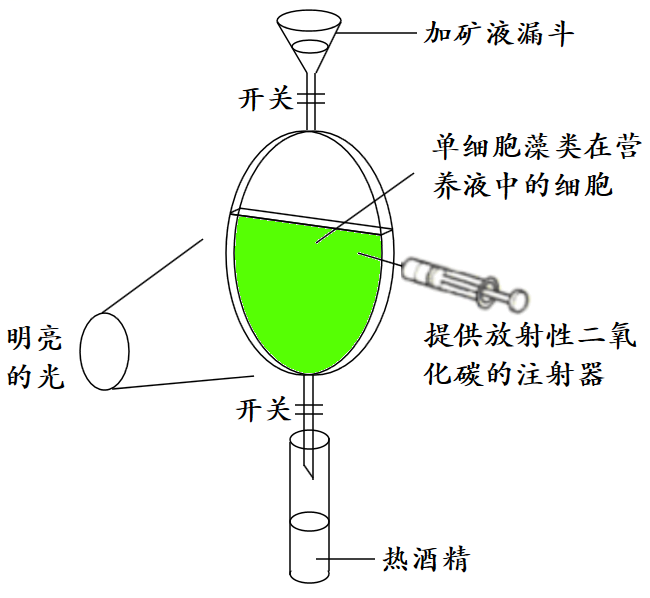 加矿液漏斗
开关
单细胞藻类在营
养液中的细胞
明亮
的光
提供放射性二氧
化碳的注射器
开关
热酒精